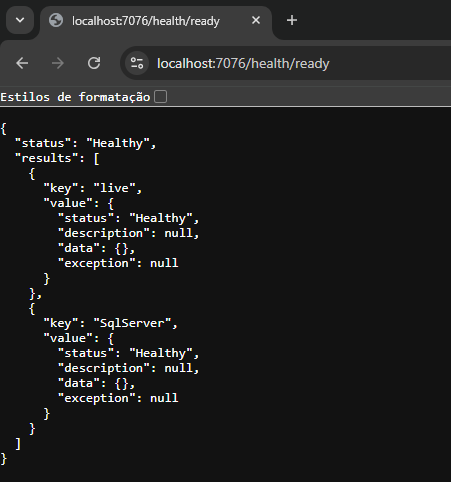 localhost:7076/health/ready
localhost:7076/health/ready
Estilos de formatação
{
  "status": "Healthy",
  "results": [
    {
      "key": "live",
      "value": {
        "status": "Healthy",
        "description": null,
        "data": {},
        "exception": null
      }
    },
    {
      "key": "SqlServer",
      "value": {
        "status": "Healthy",
        "description": null,
        "data": {},
        "exception": null
      }
    }
  ]
}